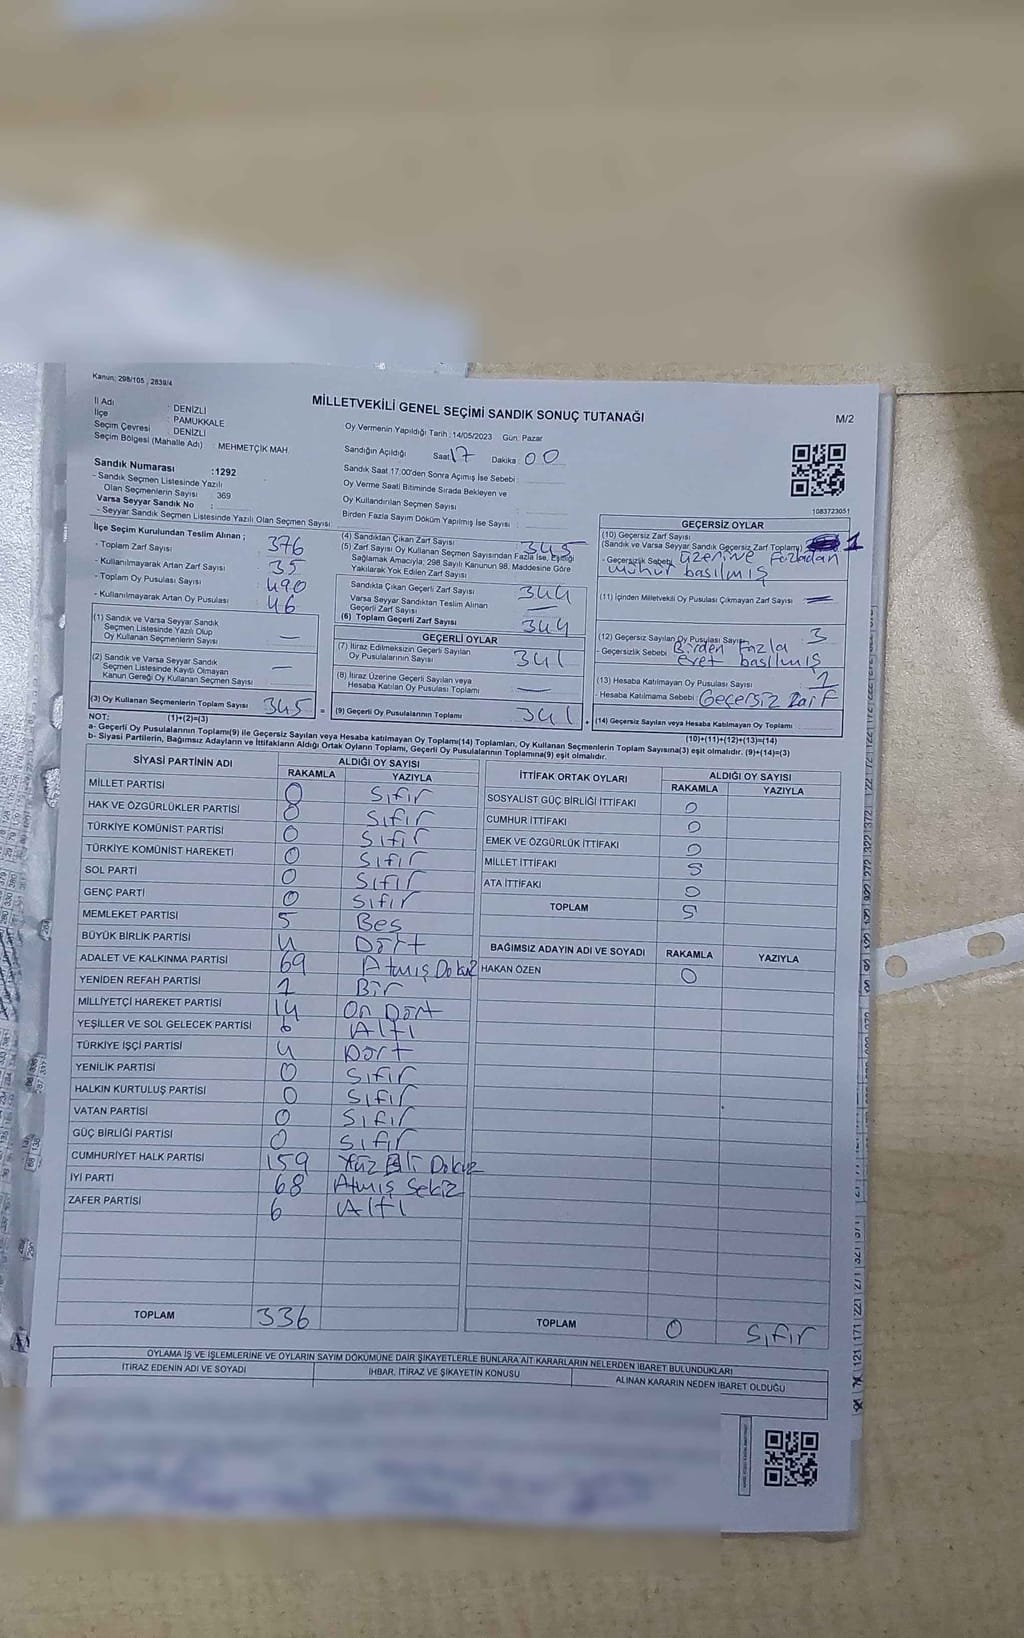 Kanun: 298/105 , 2839/4
MİLLETVEKİLİ GENEL SEÇİMİ SANDIK SONUÇ TUTANAĞI
M/2
İl Adı : DENİZLİ
İlçe : PAMUKKALE
Seçim Çevresi : DENİZLİ
Seçim Bölgesi (Mahalle Adı) : MEHMETÇİK MAH.
Sandık Numarası :1292
- Sandık Seçmen Listesinde Yazılı
Olan Seçmenlerin Sayısı : 369
Varsa Seyyar Sandık No :
- Seyyar Sandık Seçmen Listesinde Yazılı Olan Seçmen Sayısı :
Oy Vermenin Yapıldığı Tarih : 14/05/2023 Gün: Pazar
Sandığın Açıldığı Saat 17 Dakika : 00
Sandık Saat 17:00'den Sonra Açılmış İse Sebebi :
Oy Verme Saati Bitiminde Sırada Bekleyen ve
Oy Kullandırılan Seçmen Sayısı :
Birden Fazla Sayım Döküm Yapılmış İse Sayısı :
1083723051
İlçe Seçim Kurulundan Teslim Alınan ;
- Toplam Zarf Sayısı : 376
- Kullanılmayarak Artan Zarf Sayısı : 35
- Toplam Oy Pusulası Sayısı : 490
- Kullanılmayarak Artan Oy Pusulası : 46
(1) Sandık ve Varsa Seyyar Sandık
Seçmen Listesinde Yazılı Olup
Oy Kullanan Seçmenlerin Sayısı : —
(2) Sandık ve Varsa Seyyar Sandık
Seçmen Listesinde Kayıtlı Olmayan
Kanun Gereği Oy Kullanan Seçmen Sayısı : —
(3) Oy Kullanan Seçmenlerin Toplam Sayısı : 345
(1)+(2)=(3)
(4) Sandıktan Çıkan Zarf Sayısı : 345
(5) Zarf Sayısı Oy Kullanan Seçmen Sayısından Fazla İse, Eşitliği
Sağlamak Amacıyla, 298 Sayılı Kanunun 98. Maddesine Göre
Yakılarak Yok Edilen Zarf Sayısı :
Sandıkta Çıkan Geçerli Zarf Sayısı : 344
Varsa Seyyar Sandıktan Teslim Alınan
Geçerli Zarf Sayısı : —
(6) Toplam Geçerli Zarf Sayısı : 344
GEÇERLİ OYLAR
(7) İtiraz Edilmeksizin Geçerli Sayılan
Oy Pusulalarının Sayısı : 341
(8) İtiraz Üzerine Geçerli Sayılan veya
Hesaba Katılan Oy Pusulası Toplamı : —
(9) Geçerli Oy Pusulalarının Toplamı : 341
GEÇERSİZ OYLAR
(10) Geçersiz Zarf Sayısı
(Sandık ve Varsa Seyyar Sandık Geçersiz Zarf Toplamı) : 1
- Geçersizlik Sebebi : üzerine Fazladan
mühür basılmış
(11) İçinden Milletvekili Oy Pusulası Çıkmayan Zarf Sayısı : —
(12) Geçersiz Sayılan Oy Pusulası Sayısı : 3
- Geçersizlik Sebebi : Birden Fazla
evet basılmış
(13) Hesaba Katılmayan Oy Pusulası Sayısı : 1
- Hesaba Katılmama Sebebi : Geçersiz Zarf
(14) Geçersiz Sayılan veya Hesaba Katılmayan Oy Toplamı
(10)+(11)+(12)+(13)=(14)
NOT:
a- Geçerli Oy Pusulalarının Toplamı(9) ile Geçersiz Sayılan veya Hesaba katılmayan Oy Toplamı(14) Toplamları, Oy Kullanan Seçmenlerin Toplam Sayısına(3) eşit olmalıdır. (9)+(14)=(3)
b- Siyasi Partilerin, Bağımsız Adayların ve İttifakların Aldığı Ortak Oyların Toplamı, Geçerli Oy Pusulalarının Toplamına(9) eşit olmalıdır.
SİYASİ PARTİNİN ADI ALDIĞI OY SAYISI
RAKAMLA YAZIYLA
MİLLET PARTİSİ 0 Sıfır
HAK VE ÖZGÜRLÜKLER PARTİSİ 0 Sıfır
TÜRKİYE KOMÜNİST PARTİSİ 0 Sıfır
TÜRKİYE KOMÜNİST HAREKETİ 0 Sıfır
SOL PARTİ 0 Sıfır
GENÇ PARTİ 0 Sıfır
MEMLEKET PARTİSİ 5 Beş
BÜYÜK BİRLİK PARTİSİ 4 Dört
ADALET VE KALKINMA PARTİSİ 69 Atmış Dokuz
YENİDEN REFAH PARTİSİ 1 Bir
MİLLİYETÇİ HAREKET PARTİSİ 14 On Dört
YEŞİLLER VE SOL GELECEK PARTİSİ 6 Altı
TÜRKİYE İŞÇİ PARTİSİ 4 Dört
YENİLİK PARTİSİ 0 Sıfır
HALKIN KURTULUŞ PARTİSİ 0 Sıfır
VATAN PARTİSİ 0 Sıfır
GÜÇ BİRLİĞİ PARTİSİ 0 Sıfır
CUMHURİYET HALK PARTİSİ 159 Yüz Elli Dokuz
İYİ PARTİ 68 Atmış Sekiz
ZAFER PARTİSİ 6 Altı
TOPLAM 336
İTTİFAK ORTAK OYLARI ALDIĞI OY SAYISI
RAKAMLA YAZIYLA
SOSYALİST GÜÇ BİRLİĞİ İTTİFAKI 0
CUMHUR İTTİFAKI 0
EMEK VE ÖZGÜRLÜK İTTİFAKI 0
MİLLET İTTİFAKI 5
ATA İTTİFAKI 0
TOPLAM 5
BAĞIMSIZ ADAYIN ADI VE SOYADI RAKAMLA YAZIYLA
HAKAN ÖZEN 0
TOPLAM 0 Sıfır
OYLAMA İŞ VE İŞLEMLERİNE VE OYLARIN SAYIM DÖKÜMÜNE DAİR ŞİKAYETLERLE BUNLARA AİT KARARLARIN NELERDEN İBARET BULUNDUKLARI
İTİRAZ EDENİN ADI VE SOYADI İHBAR, İTİRAZ VE ŞİKAYETİN KONUSU ALINAN KARARIN NEDEN İBARET OLDUĞU